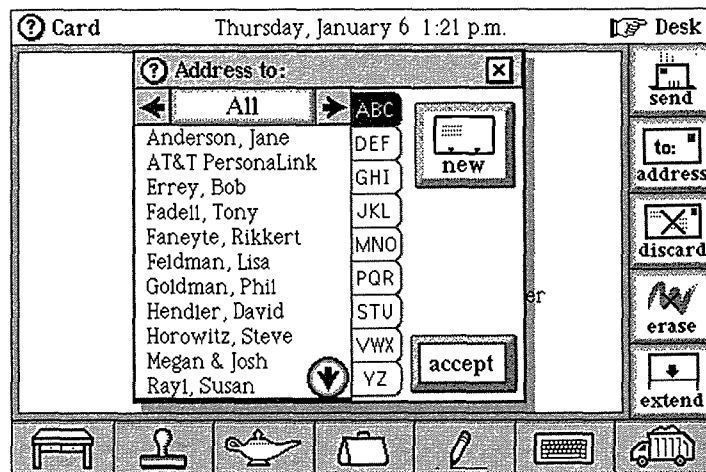 ? Card Thursday, January 6 1:21 p.m. Desk
? Address to: X
All
Anderson, Jane
AT&T PersonaLink
Errey, Bob
Fadell, Tony
Faneyte, Rikkert
Feldman, Lisa
Goldman, Phil
Hendler, David
Horowitz, Steve
Megan & Josh
Rayl, Susan
ABC
DEF
GHI
JKL
MNO
PQR
STU
VWX
YZ
new
er
accept
send
to:
address
discard
erase
extend